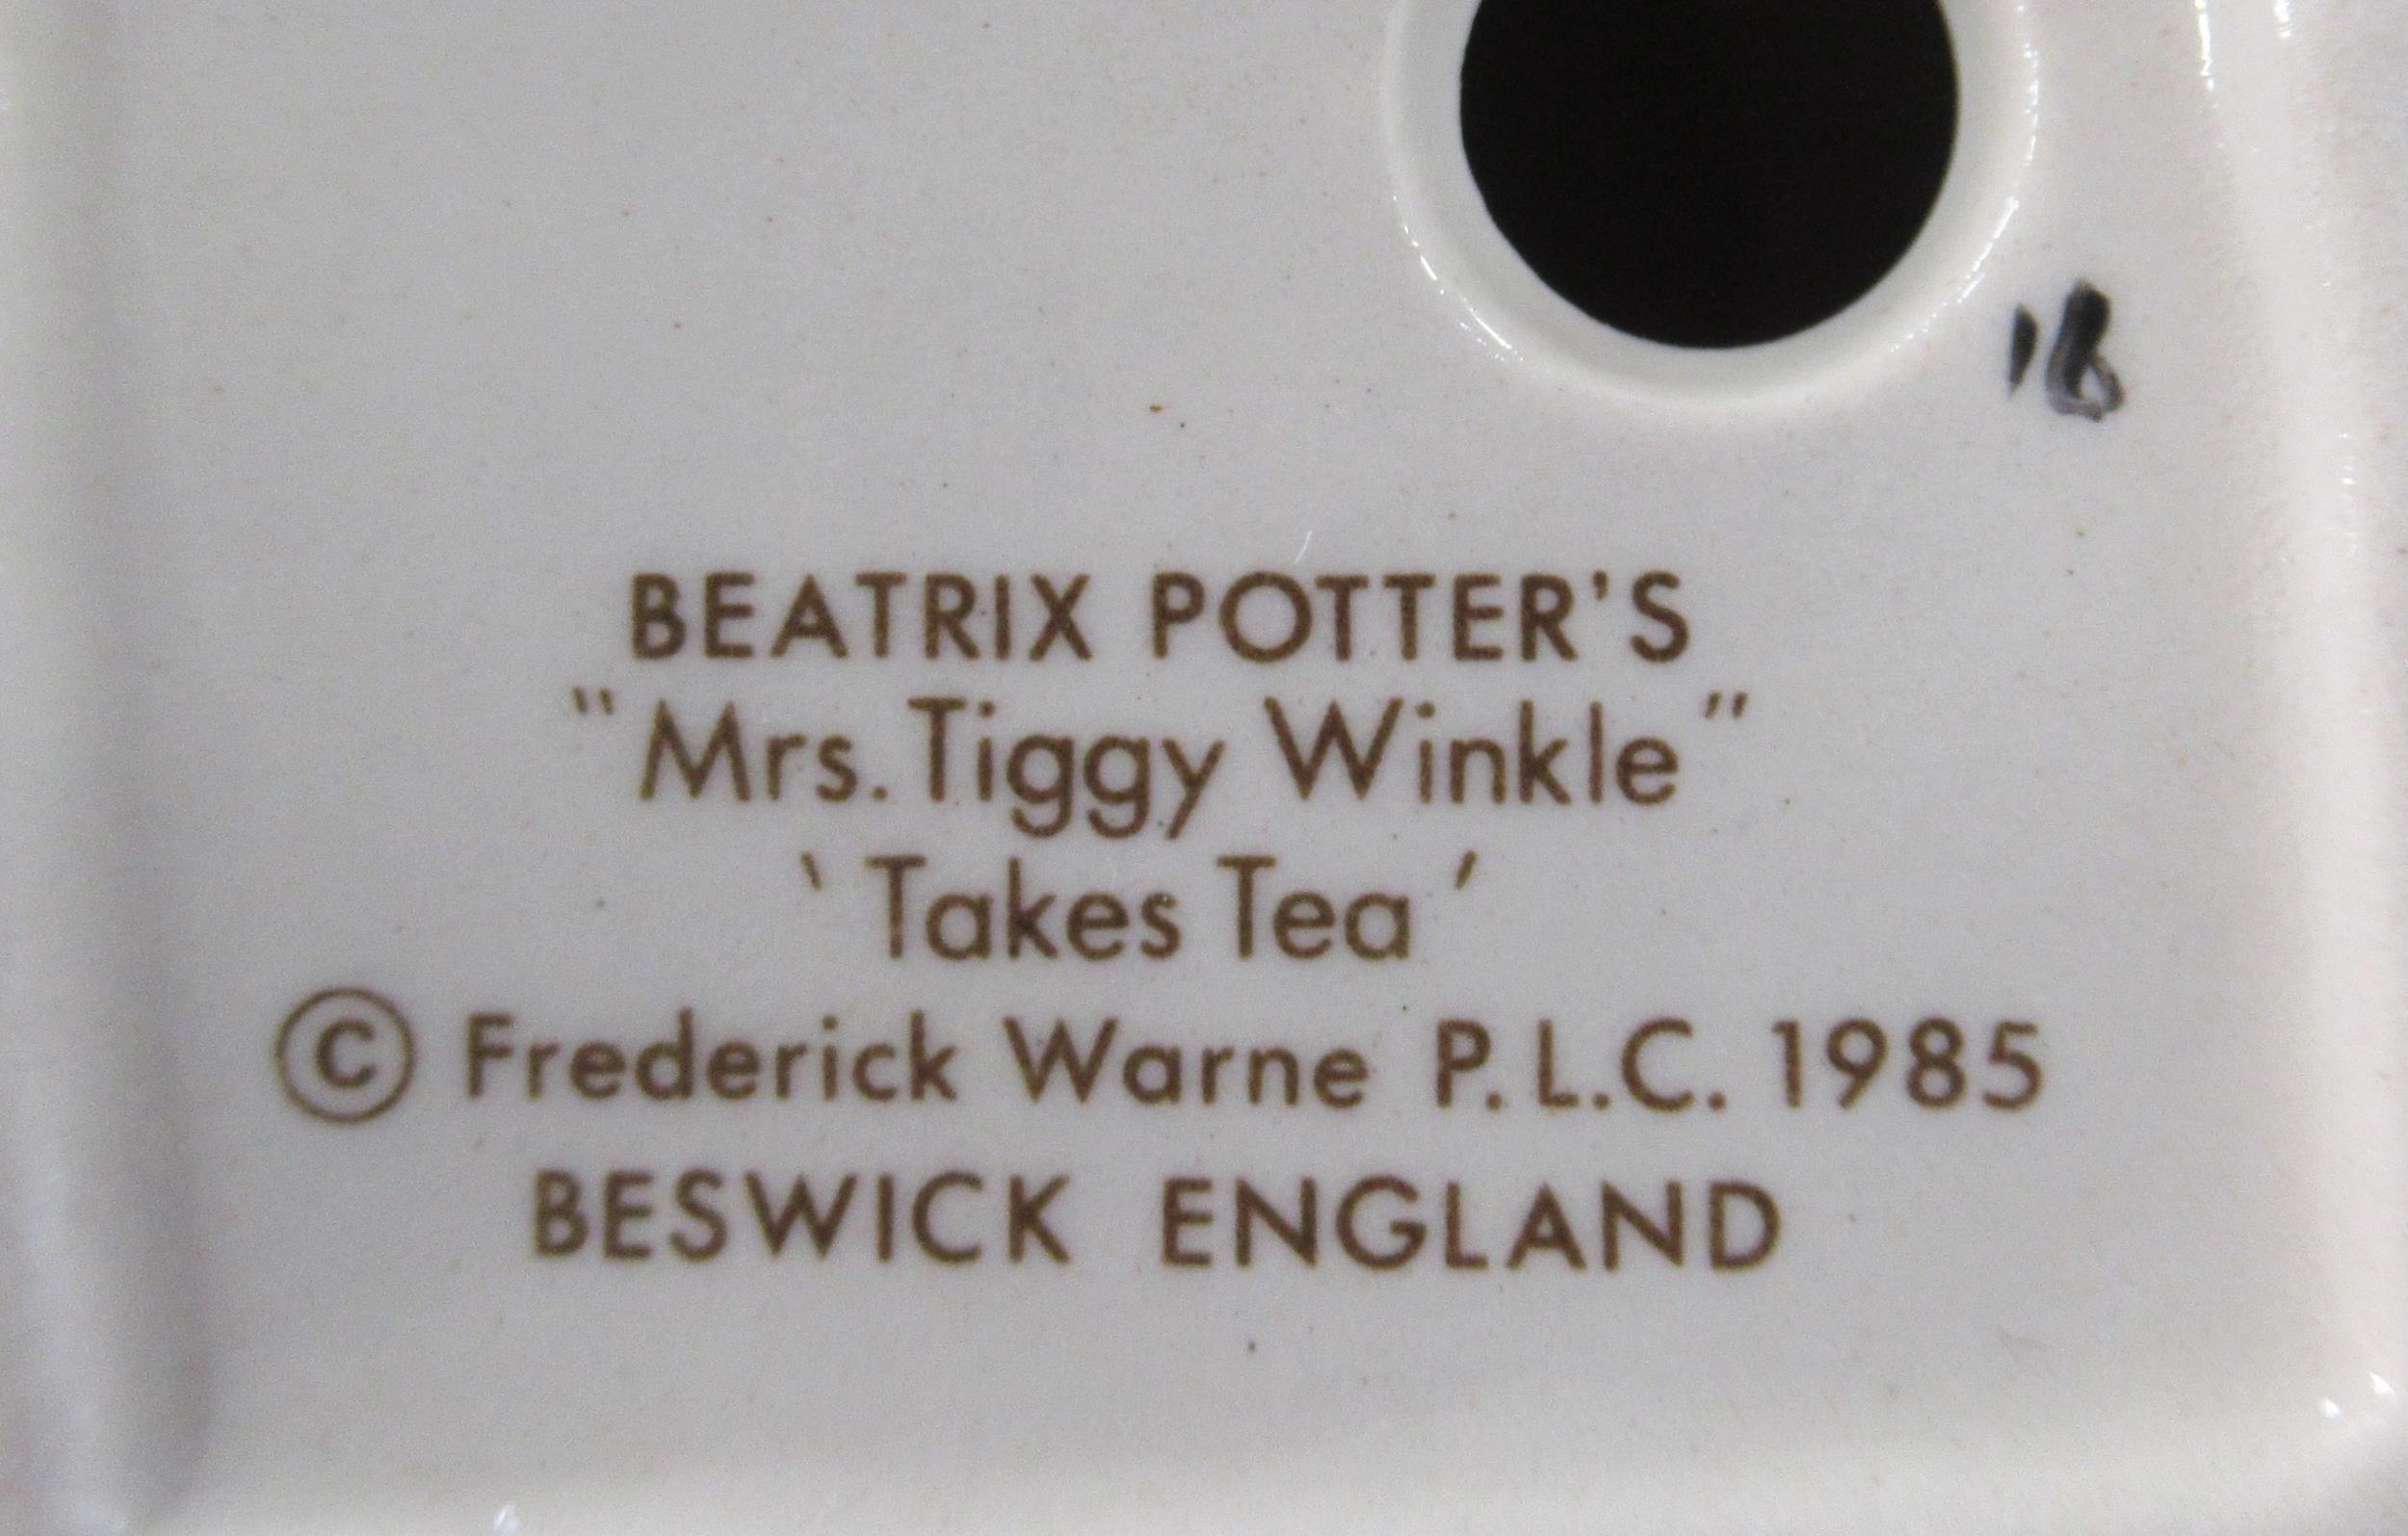 BEATRIX POTTER'S
"Mrs. Tiggy Winkle"
'Takes Tea'
© Frederick Warne P.L.C. 1985
BESWICK ENGLAND